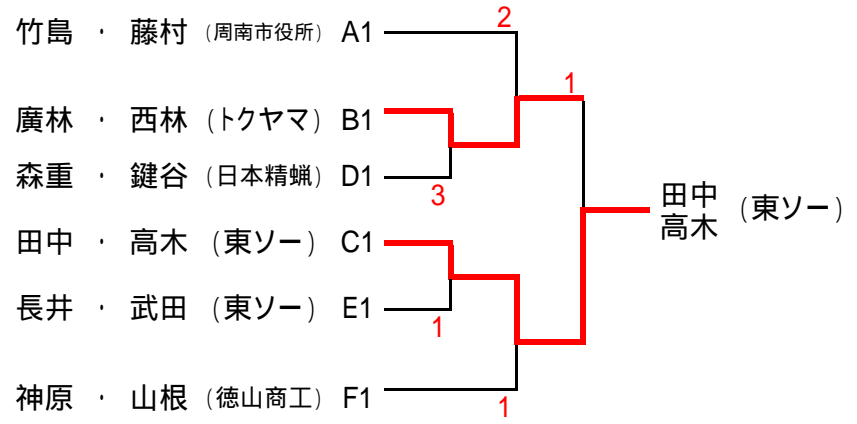 竹島 ・ 藤村 (周南市役所) A1
2
1
廣林 ・ 西林 (トクヤマ) B1
森重 ・ 鍵谷 (日本精蝋) D1
3
田中
高木 (東ソー)
田中 ・ 高木 (東ソー) C1
長井 ・ 武田 (東ソー) E1
1
神原 ・ 山根 (徳山商工) F1
1